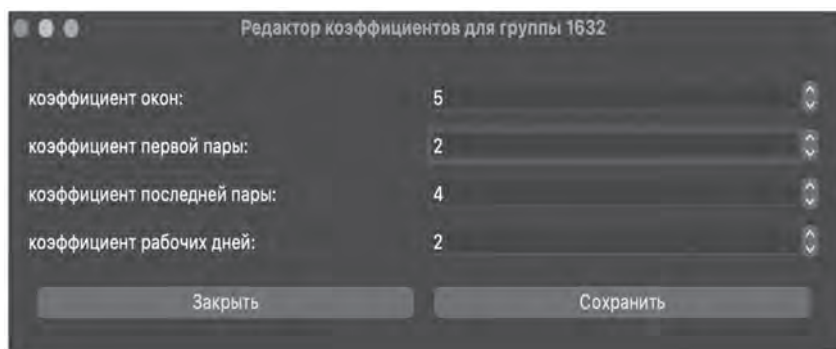 Редактор коэффициентов для группы 1632
коэффициент окон: 5
коэффициент первой пары: 2
коэффициент последней пары: 4
коэффициент рабочих дней: 2
Закрыть Сохранить